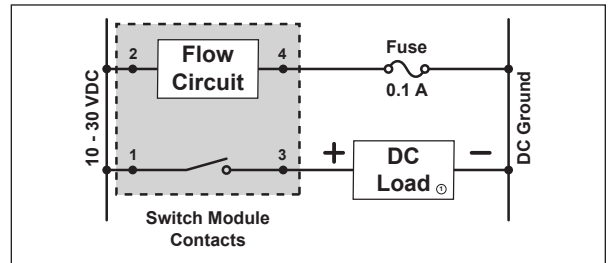 10 - 30 VDC
2
Flow
Circuit
4
Fuse
0.1 A
DC Ground
1
3
+
DC
Load ①
−
Switch Module
Contacts